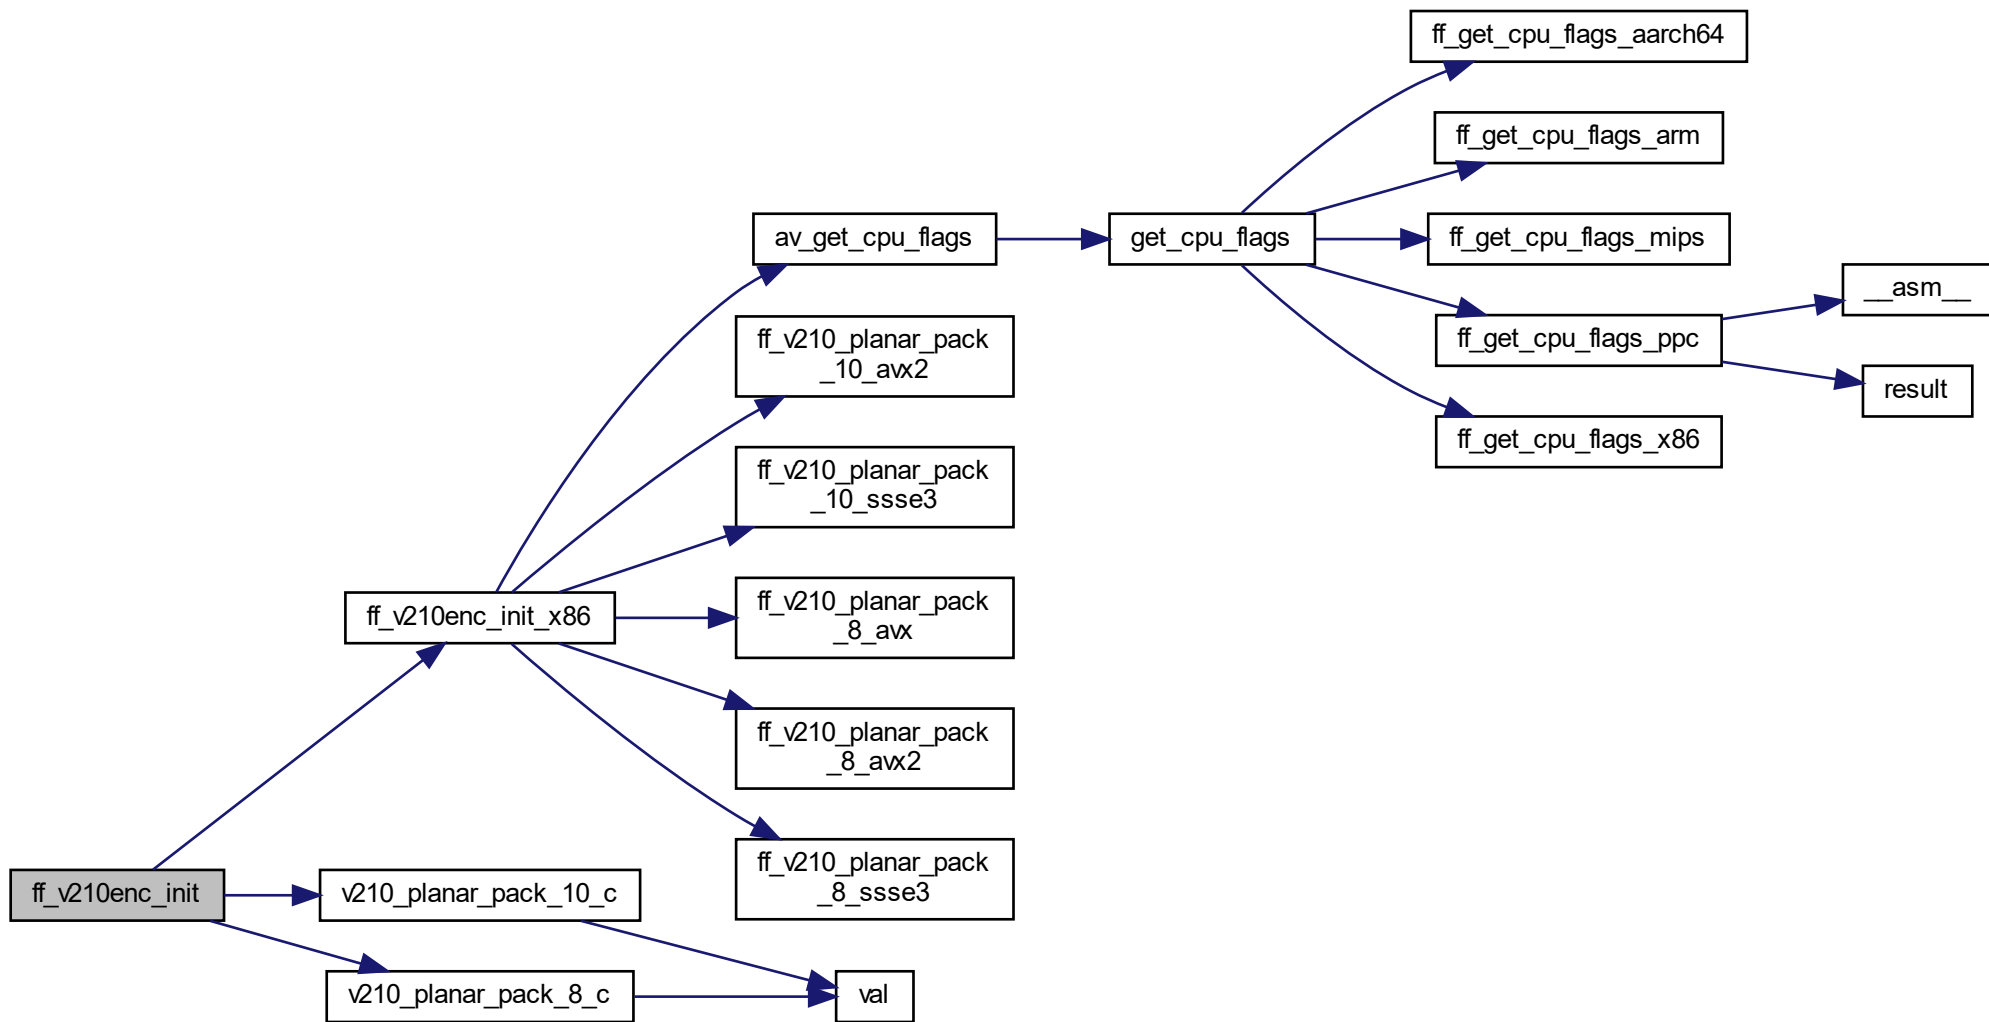 ff_get_cpu_flags_aarch64
ff_get_cpu_flags_arm
av_get_cpu_flags
get_cpu_flags
ff_get_cpu_flags_mips
__asm__
ff_v210_planar_pack
_10_avx2
ff_get_cpu_flags_ppc
result
ff_v210_planar_pack
_10_ssse3
ff_get_cpu_flags_x86
ff_v210enc_init_x86
ff_v210_planar_pack
_8_avx
ff_v210_planar_pack
_8_avx2
ff_v210_planar_pack
_8_ssse3
ff_v210enc_init
v210_planar_pack_10_c
v210_planar_pack_8_c
val